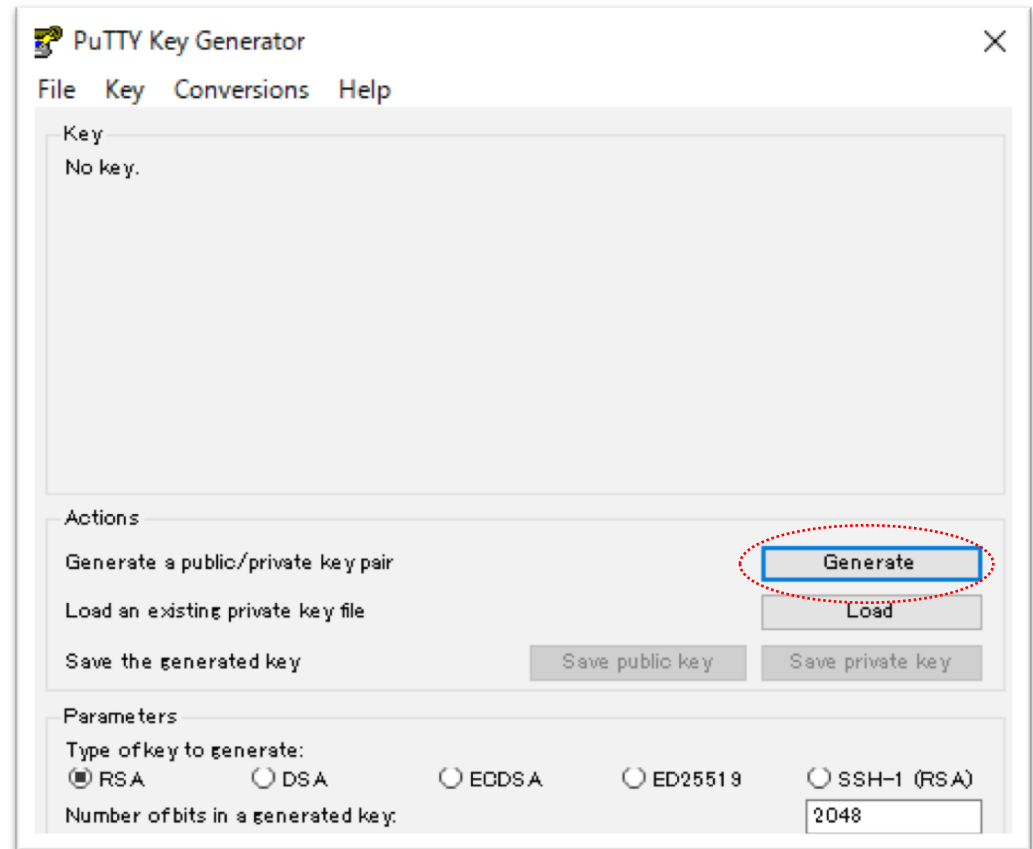 PuTTY Key Generator
File Key Conversions Help
Key
No key.
Actions
Generate a public/private key pair Generate
Load an existing private key file Load
Save the generated key Save public key Save private key
Parameters
Type of key to generate:
RSA DSA ECDSA ED25519 SSH-1 (RSA)
Number of bits in a generated key: 2048